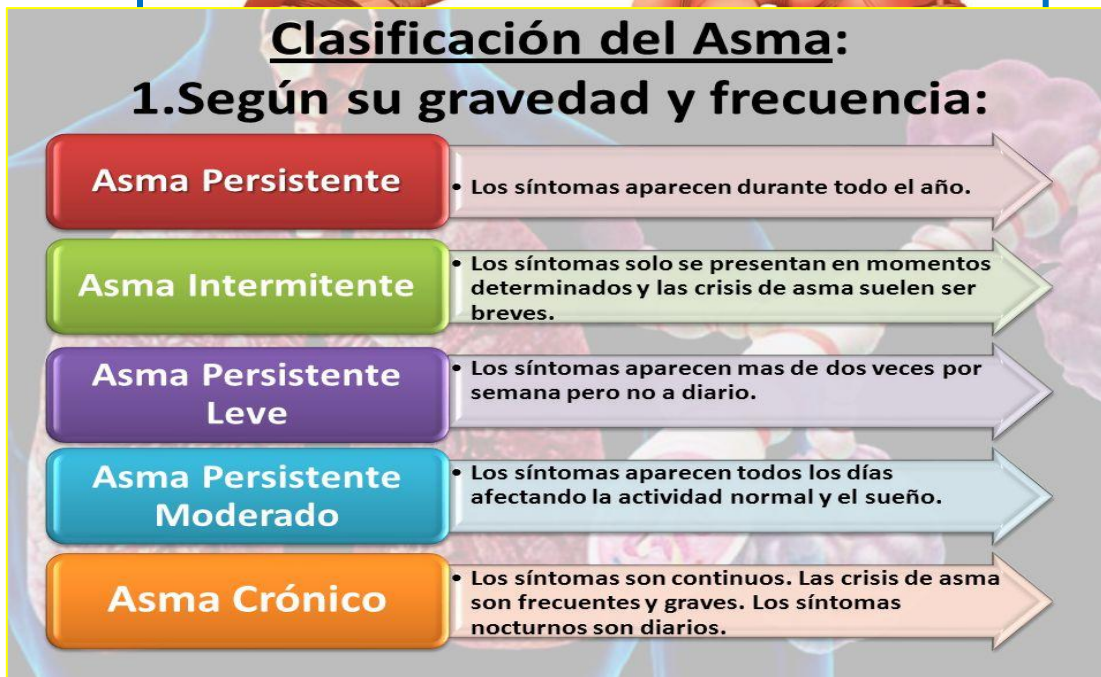 Clasificación del Asma:
1.Según su gravedad y frecuencia:
Asma Persistente
• Los síntomas aparecen durante todo el año.
Asma Intermitente
• Los síntomas solo se presentan en momentos
determinados y las crisis de asma suelen ser
breves.
Asma Persistente
Leve
• Los síntomas aparecen mas de dos veces por
semana pero no a diario.
Asma Persistente
Moderado
• Los síntomas aparecen todos los días
afectando la actividad normal y el sueño.
Asma Crónico
• Los síntomas son continuos. Las crisis de asma
son frecuentes y graves. Los síntomas
nocturnos son diarios.